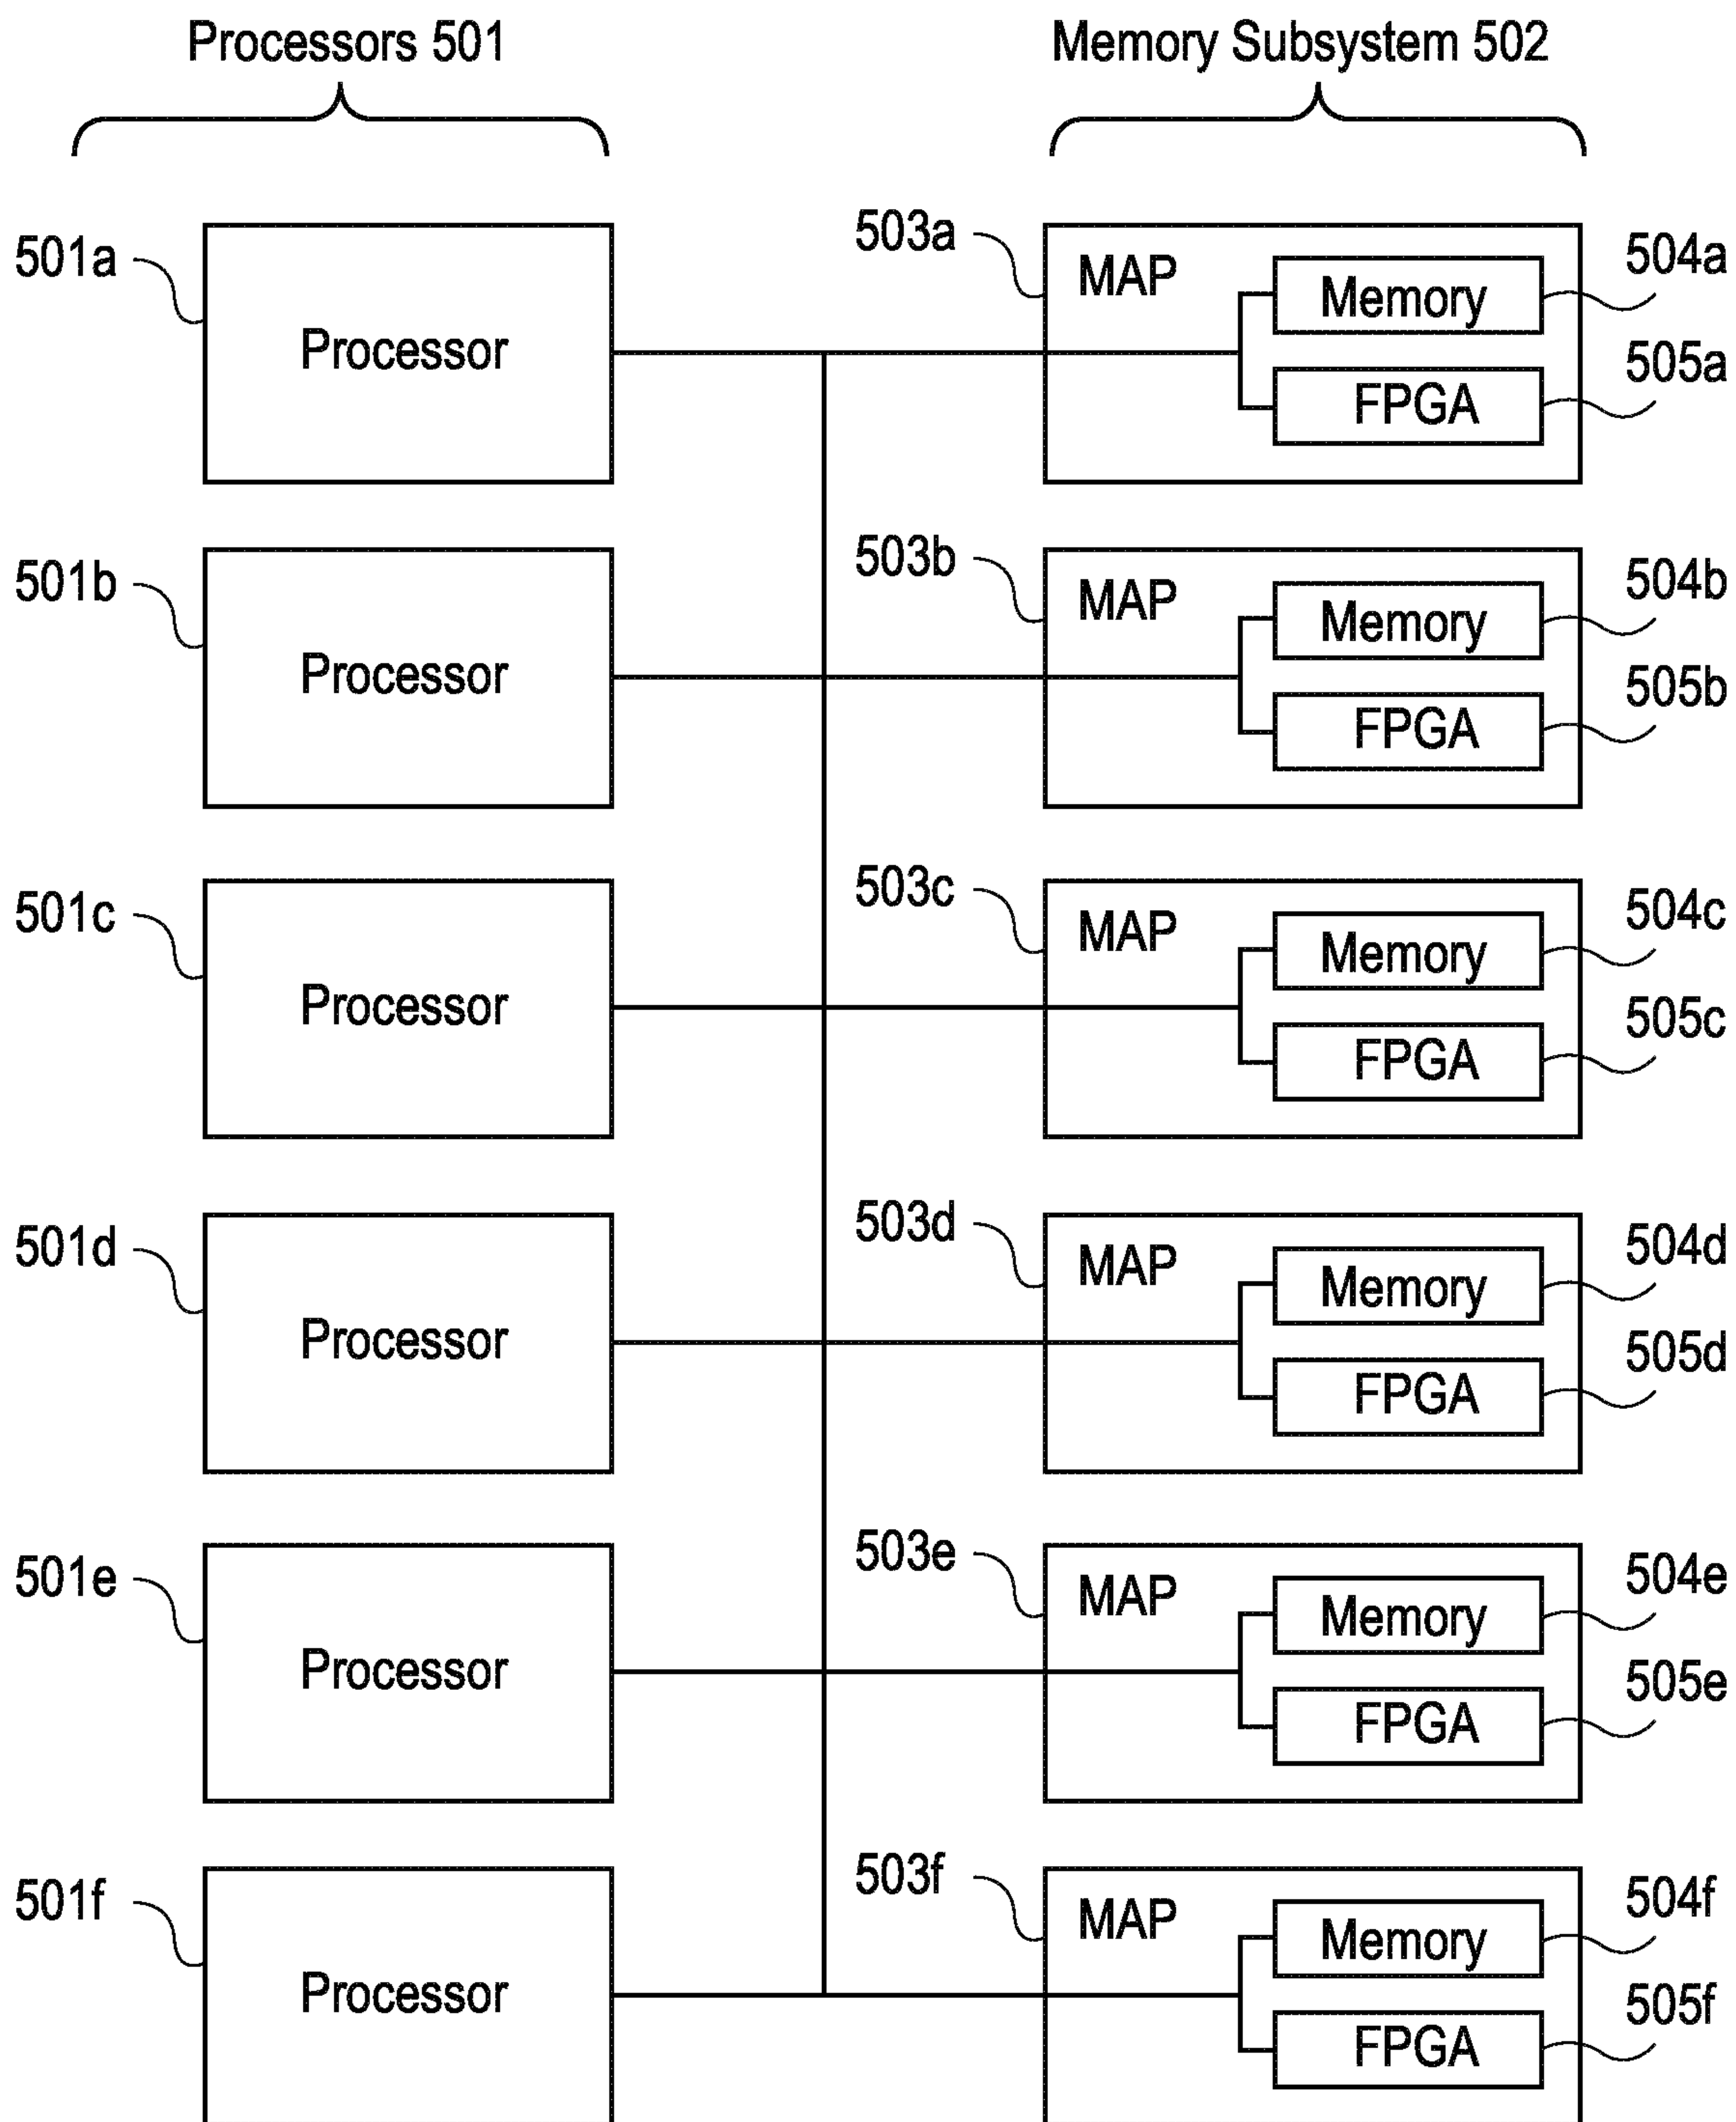 Processors 501
Memory Subsystem 502
501a
Processor
503a
MAP
Memory
504a
FPGA
505a
501b
Processor
503b
MAP
Memory
504b
FPGA
505b
501c
Processor
503c
MAP
Memory
504c
FPGA
505c
501d
Processor
503d
MAP
Memory
504d
FPGA
505d
501e
Processor
503e
MAP
Memory
504e
FPGA
505e
501f
Processor
503f
MAP
Memory
504f
FPGA
505f